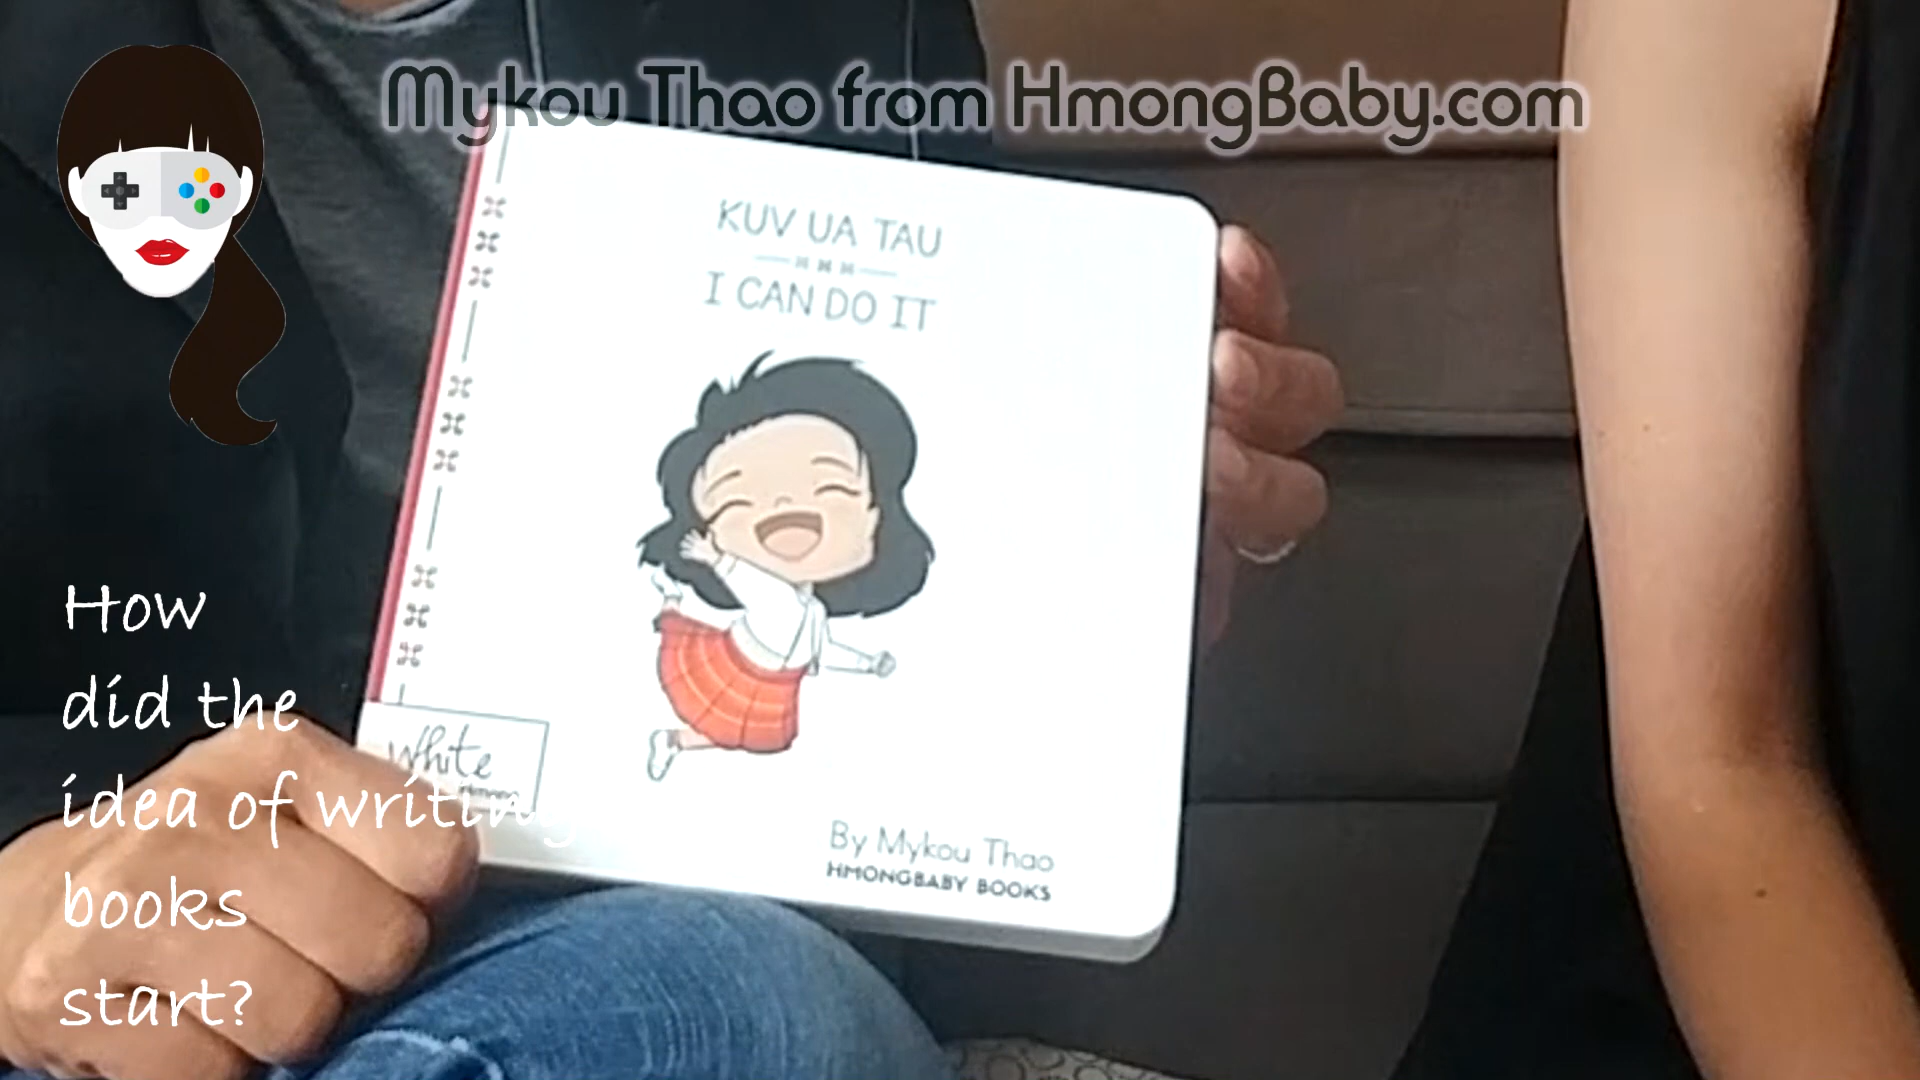 Mykou Thao from HmongBaby.com
KUV UA TAU
I CAN DO IT
White
Hmong
By Mykou Thao
HMONGBABY BOOKS
How
did the
idea of writing
books
start?